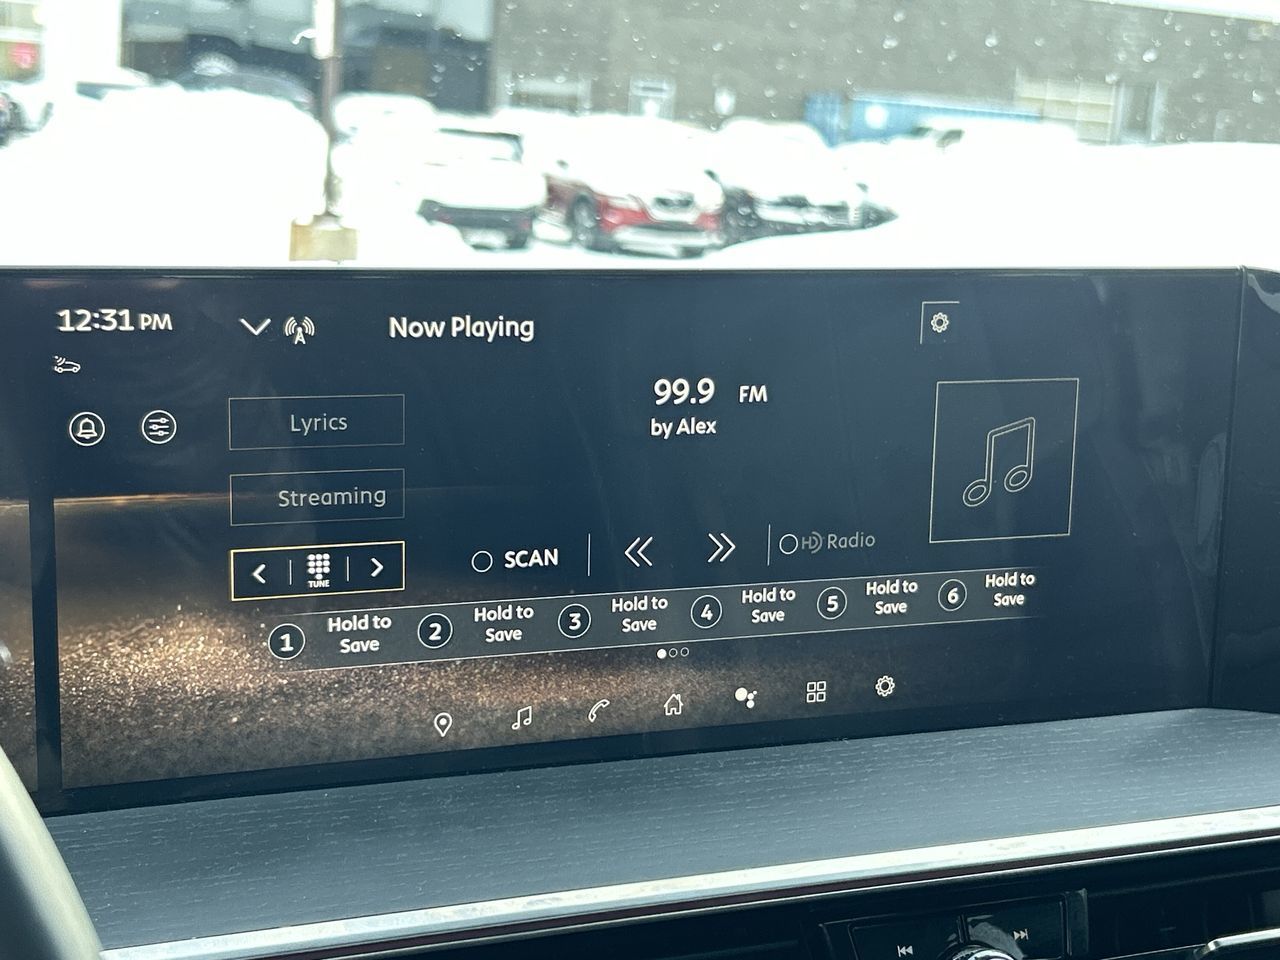 12:31 PM
Now Playing
99.9 FM
by Alex
Lyrics
Streaming
TUNE
SCAN
HD Radio
1 Hold to Save
2 Hold to Save
3 Hold to Save
4 Hold to Save
5 Hold to Save
6 Hold to Save